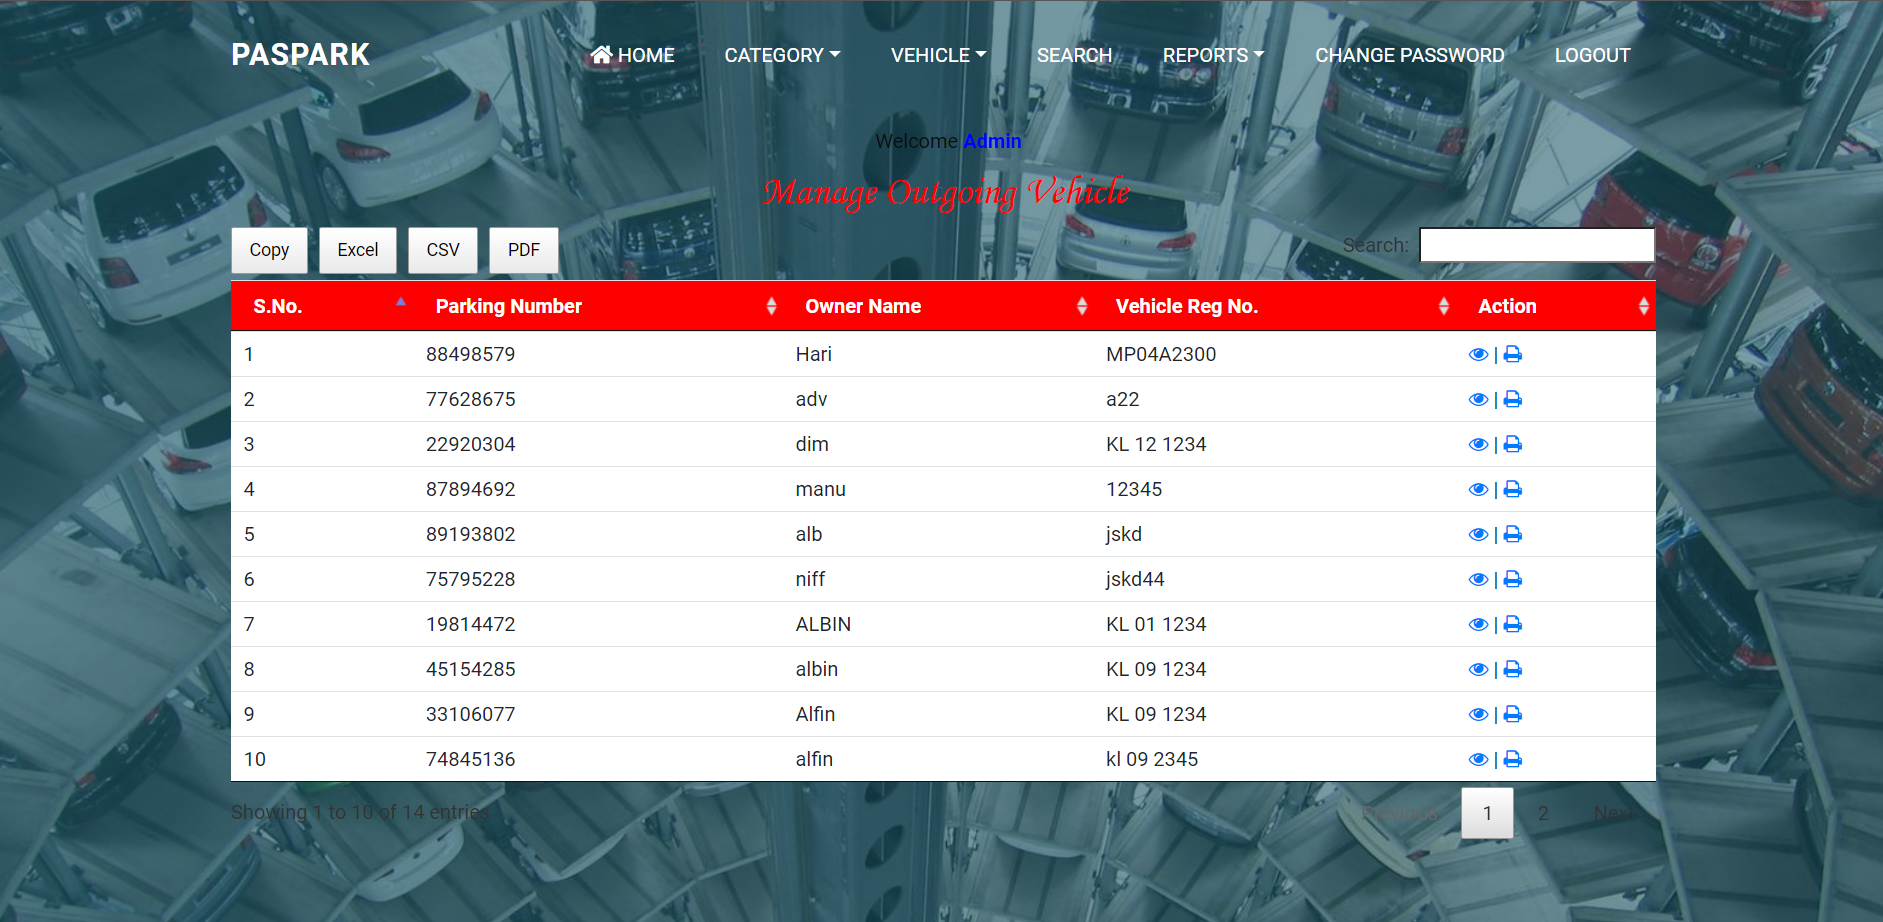 PASPARK HOME CATEGORY VEHICLE SEARCH REPORTS CHANGE PASSWORD LOGOUT
Welcome Admin
Manage Outgoing Vehicle
Copy Excel CSV PDF Search:
S.No. Parking Number Owner Name Vehicle Reg No. Action
1 88498579 Hari MP04A2300 |
2 77628675 adv a22 |
3 22920304 dim KL 12 1234 |
4 87894692 manu 12345 |
5 89193802 alb jskd |
6 75795228 niff jskd44 |
7 19814472 ALBIN KL 01 1234 |
8 45154285 albin KL 09 1234 |
9 33106077 Alfin KL 09 1234 |
10 74845136 alfin kl 09 2345 |
Showing 1 to 10 of 14 entries Previous 1 2 Next